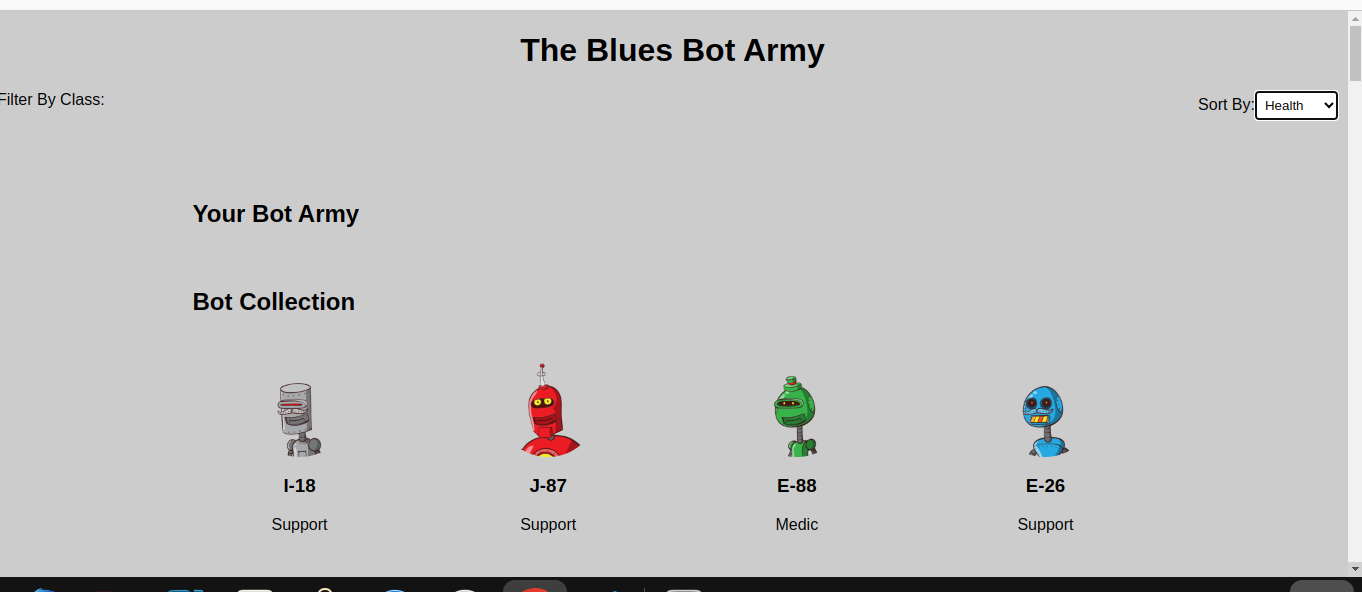 The Blues Bot Army
Filter By Class:
Sort By: Health
Your Bot Army
Bot Collection
I-18
J-87
E-88
E-26
Support
Support
Medic
Support